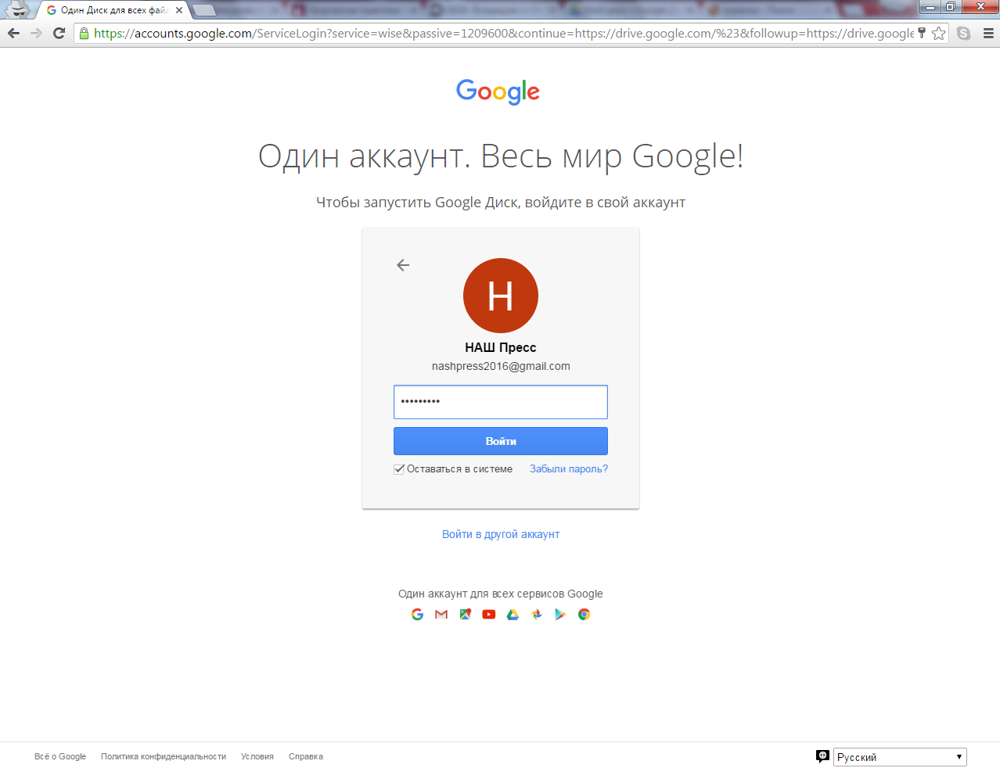 Один Диск для всех фай
https://accounts.google.com/ServiceLogin?service=wise&passive=1209600&continue=https://drive.google.com/%23&followup=https://drive.google
Google
Один аккаунт. Весь мир Google!
Чтобы запустить Google Диск, войдите в свой аккаунт
Н
НАШ Пресс
nashpress2016@gmail.com
•••••••••
Войти
Оставаться в системе Забыли пароль?
Войти в другой аккаунт
Один аккаунт для всех сервисов Google
Всё о Google Политика конфиденциальности Условия Справка
Русский